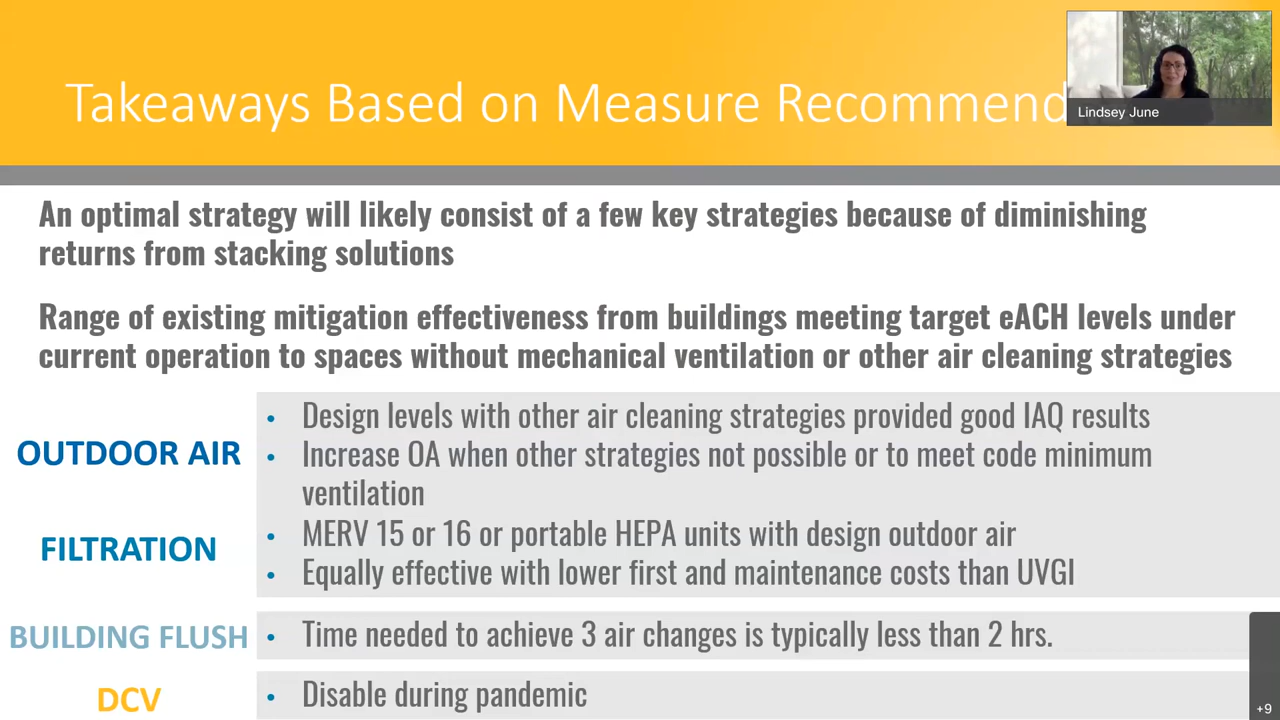 Takeaways Based on Measure Recommend
Lindsey June
An optimal strategy will likely consist of a few key strategies because of diminishing
returns from stacking solutions
Range of existing mitigation effectiveness from buildings meeting target eACH levels under
current operation to spaces without mechanical ventilation or other air cleaning strategies
OUTDOOR AIR
• Design levels with other air cleaning strategies provided good IAQ results
• Increase OA when other strategies not possible or to meet code minimum
ventilation
FILTRATION
• MERV 15 or 16 or portable HEPA units with design outdoor air
• Equally effective with lower first and maintenance costs than UVGI
BUILDING FLUSH
• Time needed to achieve 3 air changes is typically less than 2 hrs.
DCV
• Disable during pandemic
+9